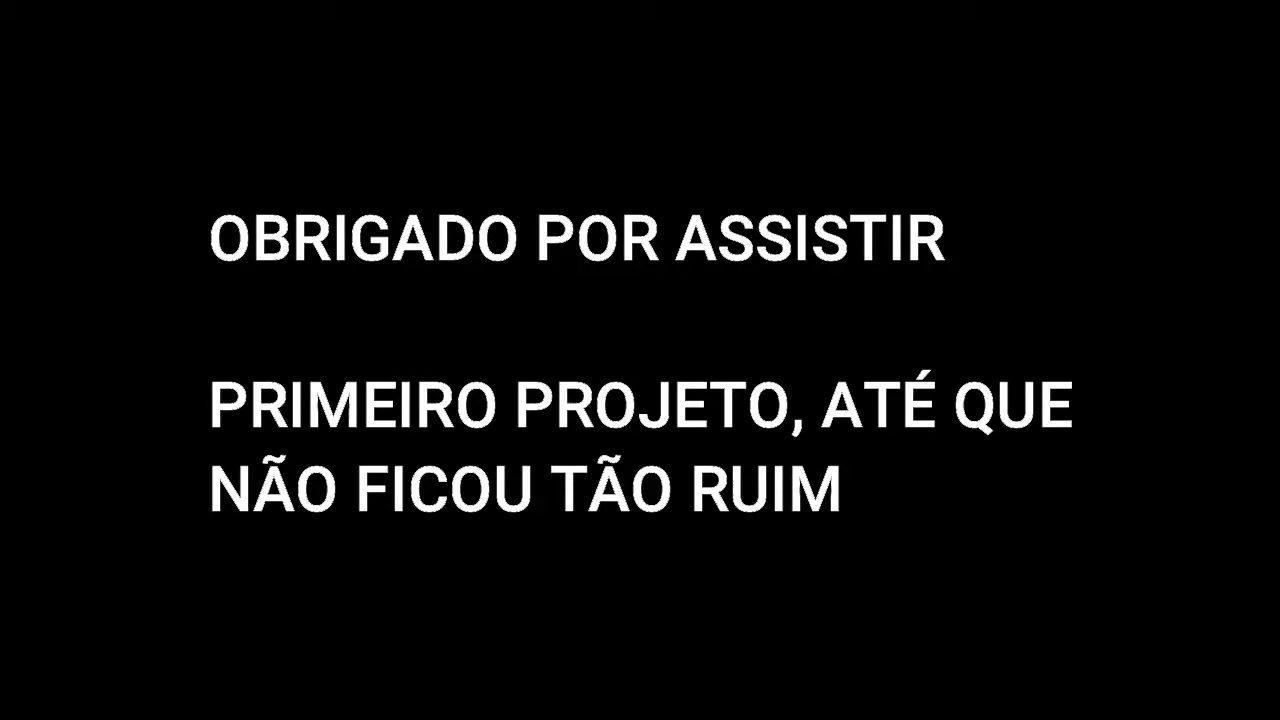 OBRIGADO POR ASSISTIR
PRIMEIRO PROJETO, ATÉ QUE
NÃO FICOU TÃO RUIM